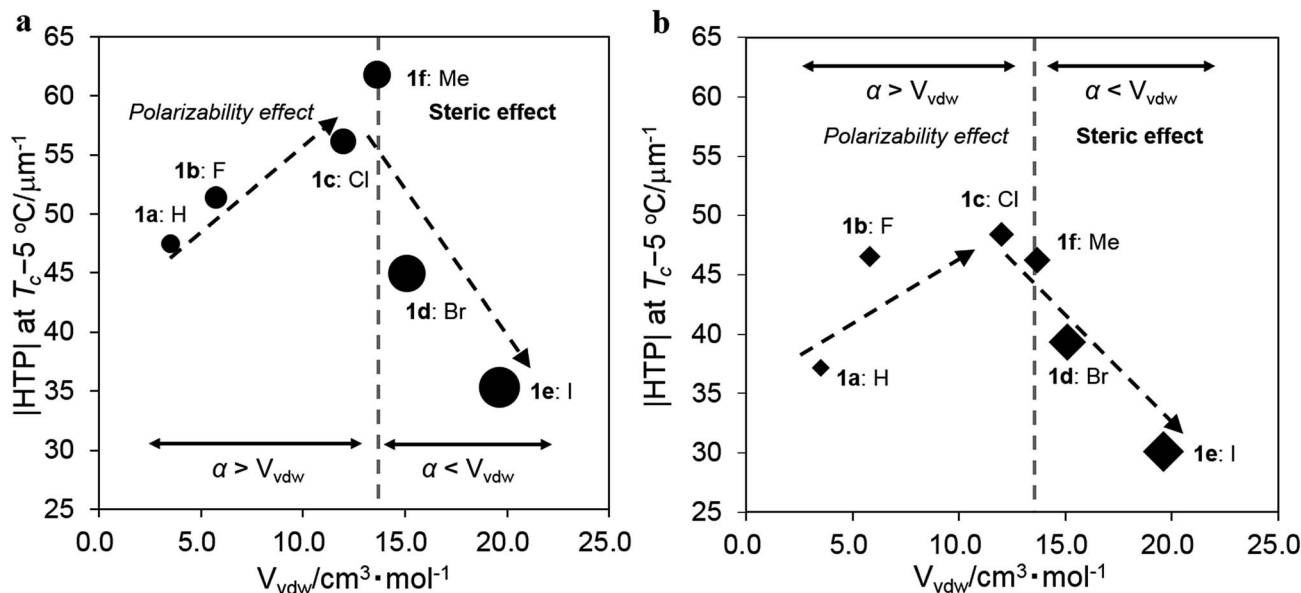 a
|HTP| at Tc−5 °C/μm-1
65
60
55
50
45
40
35
30
25
1f: Me
Polarizability effect
Steric effect
1b: F
1c: Cl
1a: H
1d: Br
1e: I
α > Vvdw
α < Vvdw
0.0 5.0 10.0 15.0 20.0 25.0
Vvdw/cm3·mol-1
b
|HTP| at Tc−5 °C/μm-1
65
60
55
50
45
40
35
30
25
α > Vvdw
α < Vvdw
Polarizability effect
Steric effect
1c: Cl
1b: F
1f: Me
1a: H
1d: Br
1e: I
0.0 5.0 10.0 15.0 20.0 25.0
Vvdw/cm3·mol-1